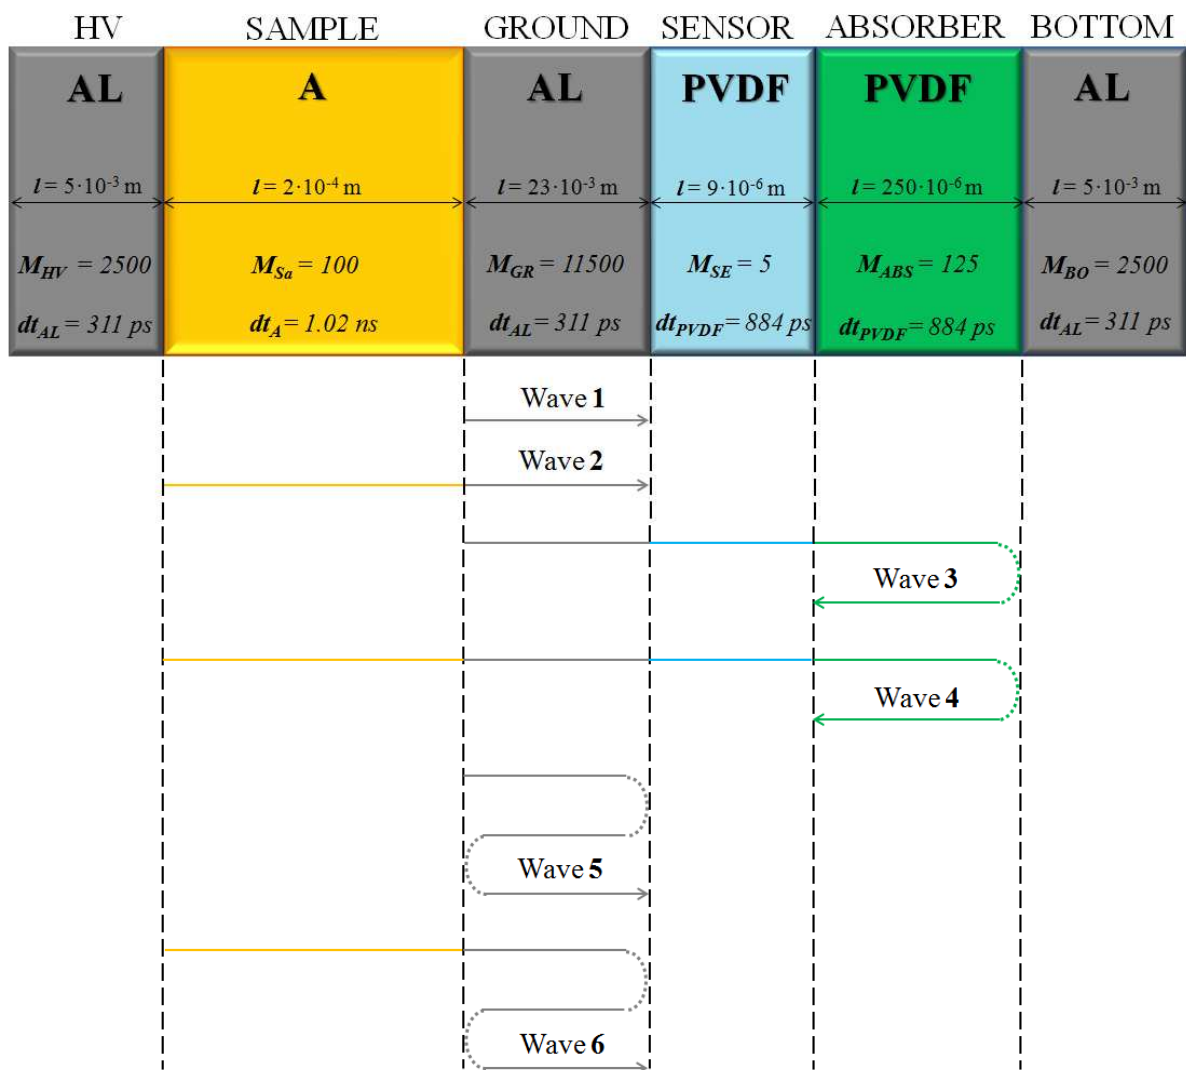 HV SAMPLE GROUND SENSOR ABSORBER BOTTOM
AL A AL PVDF PVDF AL
l = 5·10⁻³ m l = 2·10⁻⁴ m l = 23·10⁻³ m l = 9·10⁻⁶ m l = 250·10⁻⁶ m l = 5·10⁻³ m
M_HV = 2500 M_Sa = 100 M_GR = 11500 M_SE = 5 M_ABS = 125 M_BO = 2500
dt_AL = 311 ps dt_A = 1.02 ns dt_AL = 311 ps dt_PVDF = 884 ps dt_PVDF = 884 ps dt_AL = 311 ps
Wave 1
Wave 2
Wave 3
Wave 4
Wave 5
Wave 6